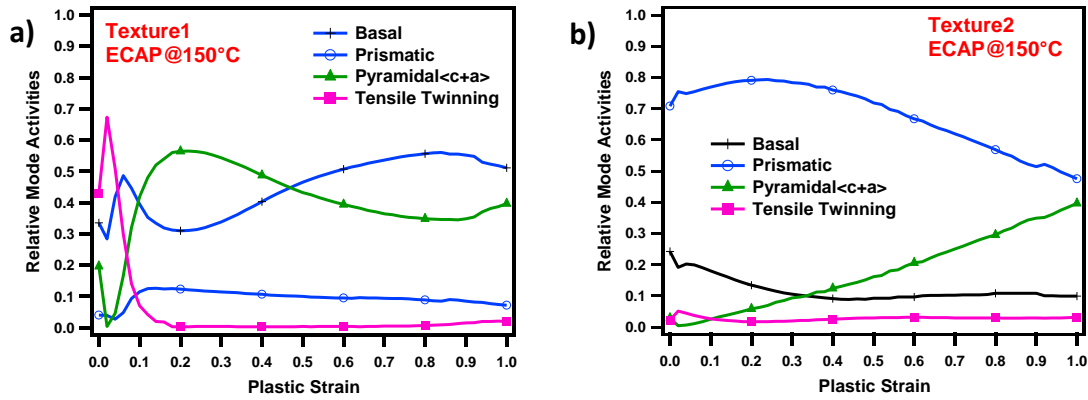 a)
Texture1
ECAP@150°C
Basal
Prismatic
Pyramidal<c+a>
Tensile Twinning
Relative Mode Activities
1.0
0.9
0.8
0.7
0.6
0.5
0.4
0.3
0.2
0.1
0.0
0.0 0.1 0.2 0.3 0.4 0.5 0.6 0.7 0.8 0.9 1.0
Plastic Strain
b)
Texture2
ECAP@150°C
Basal
Prismatic
Pyramidal<c+a>
Tensile Twinning
Relative Mode Activities
1.0
0.9
0.8
0.7
0.6
0.5
0.4
0.3
0.2
0.1
0.0
0.0 0.1 0.2 0.3 0.4 0.5 0.6 0.7 0.8 0.9 1.0
Plastic Strain